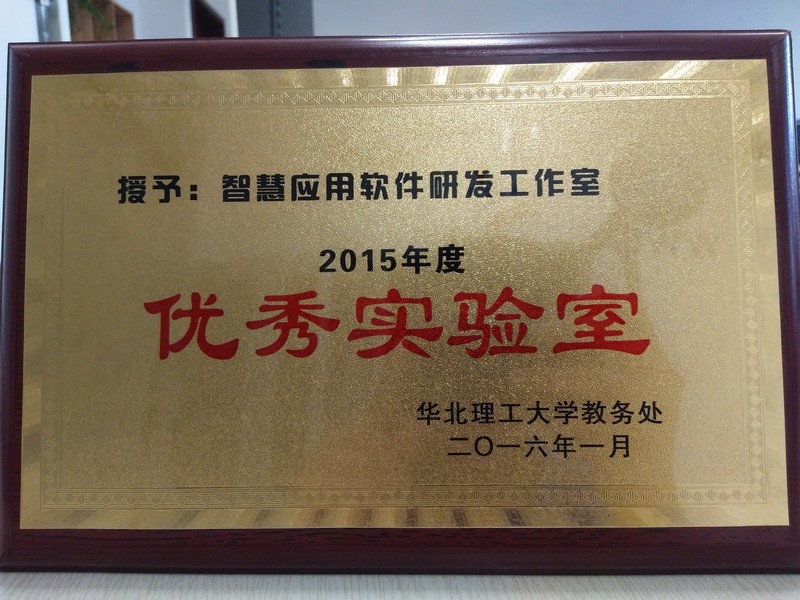 授予：智慧应用软件研发工作室
2015年度
优秀实验室
华北理工大学教务处
二〇一六年一月